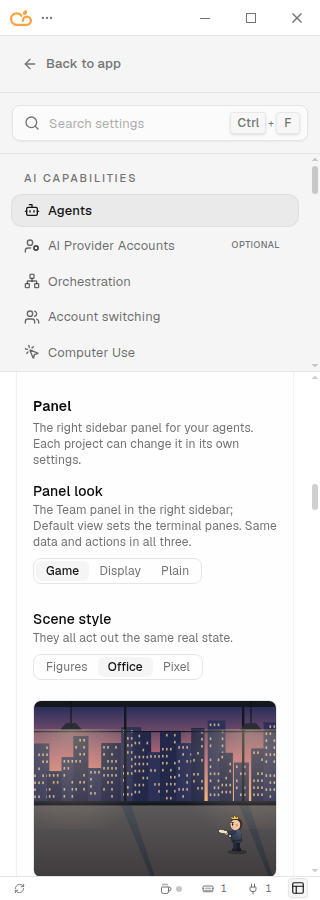 Back to app
Search settings
Ctrl + F
AI CAPABILITIES
Agents
AI Provider Accounts OPTIONAL
Orchestration
Account switching
Computer Use
Panel
The right sidebar panel for your agents.
Each project can change it in its own
settings.
Panel look
The Team panel in the right sidebar;
Default view sets the terminal panes. Same
data and actions in all three.
Game Display Plain
Scene style
They all act out the same real state.
Figures Office Pixel
1 1